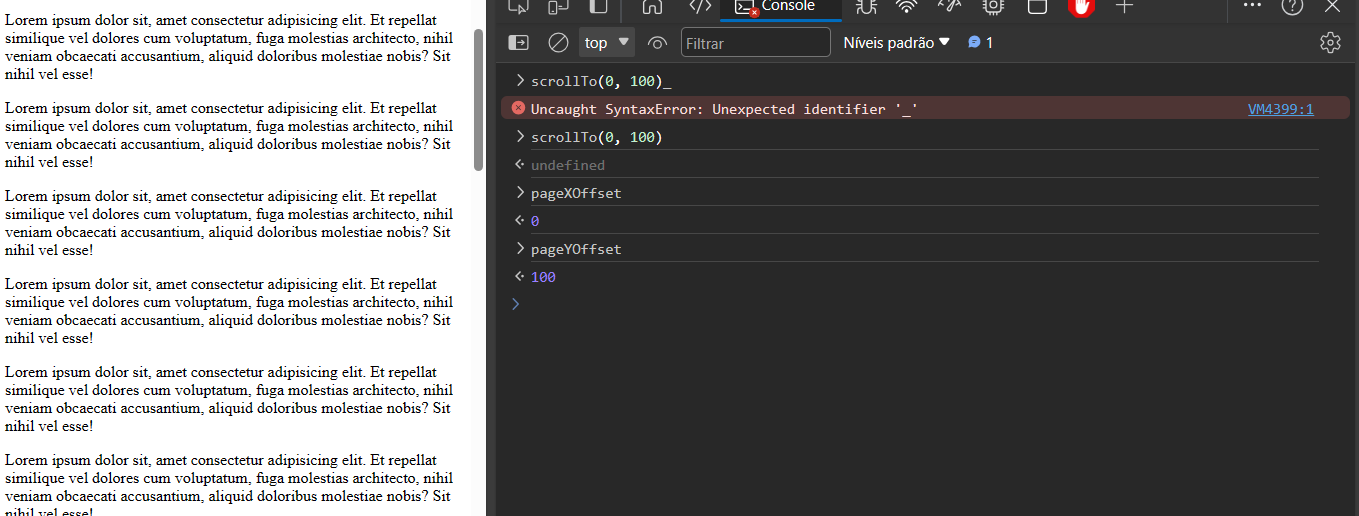 Lorem ipsum dolor sit, amet consectetur adipisicing elit. Et repellat
similique vel dolores cum voluptatum, fuga molestias architecto, nihil
veniam obcaecati accusantium, aliquid doloribus molestiae nobis? Sit
nihil vel esse!
Lorem ipsum dolor sit, amet consectetur adipisicing elit. Et repellat
similique vel dolores cum voluptatum, fuga molestias architecto, nihil
veniam obcaecati accusantium, aliquid doloribus molestiae nobis? Sit
nihil vel esse!
Lorem ipsum dolor sit, amet consectetur adipisicing elit. Et repellat
similique vel dolores cum voluptatum, fuga molestias architecto, nihil
veniam obcaecati accusantium, aliquid doloribus molestiae nobis? Sit
nihil vel esse!
Lorem ipsum dolor sit, amet consectetur adipisicing elit. Et repellat
similique vel dolores cum voluptatum, fuga molestias architecto, nihil
veniam obcaecati accusantium, aliquid doloribus molestiae nobis? Sit
nihil vel esse!
Lorem ipsum dolor sit, amet consectetur adipisicing elit. Et repellat
similique vel dolores cum voluptatum, fuga molestias architecto, nihil
veniam obcaecati accusantium, aliquid doloribus molestiae nobis? Sit
nihil vel esse!
Lorem ipsum dolor sit, amet consectetur adipisicing elit. Et repellat
similique vel dolores cum voluptatum, fuga molestias architecto, nihil
veniam obcaecati accusantium, aliquid doloribus molestiae nobis? Sit
nihil vel esse!
Console
top Filtrar Níveis padrão 1
scrollTo(0, 100)_
Uncaught SyntaxError: Unexpected identifier '_' VM4399:1
scrollTo(0, 100)
undefined
pageXOffset
0
pageYOffset
100